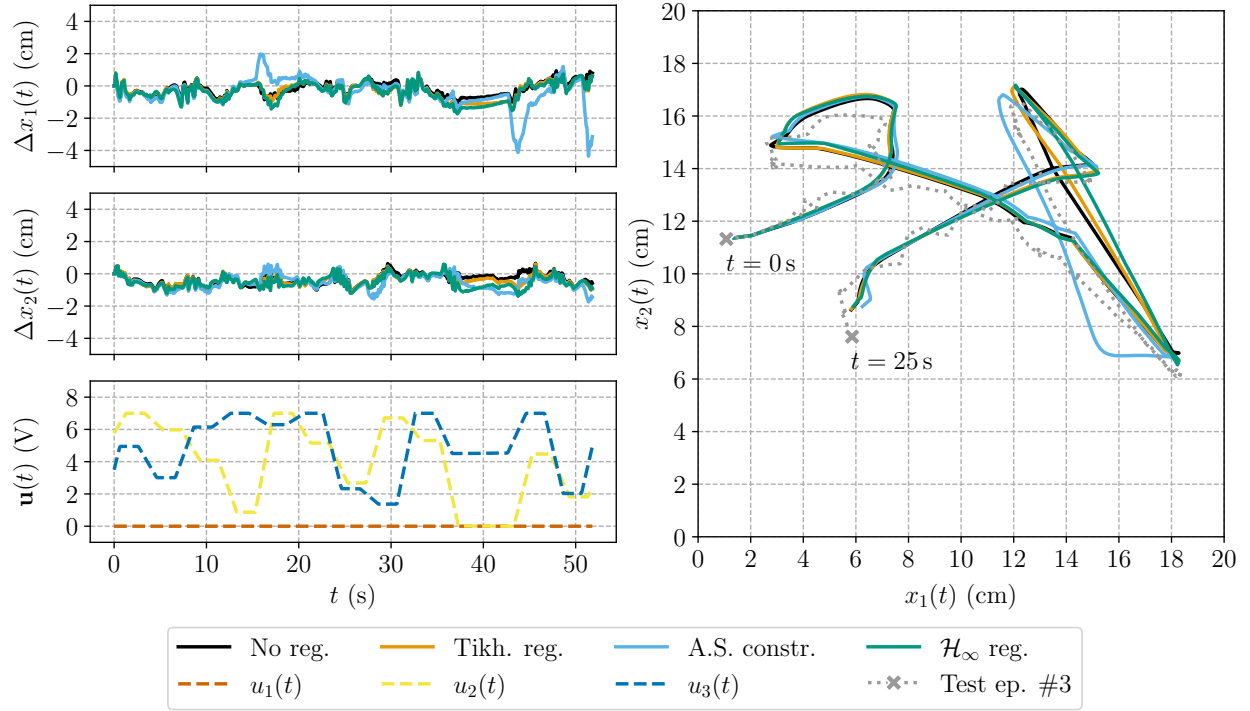 4
2
0
−2
−4
Δx₁(t) (cm)
4
2
0
−2
−4
Δx₂(t) (cm)
8
6
4
2
0
u(t) (V)
0 10 20 30 40 50
t (s)
20
18
16
14
12
10
8
6
4
2
0
x₂(t) (cm)
t = 0 s
t = 25 s
0 2 4 6 8 10 12 14 16 18 20
x₁(t) (cm)
No reg. Tikh. reg. A.S. constr. ℋ∞ reg.
u₁(t) u₂(t) u₃(t) Test ep. #3